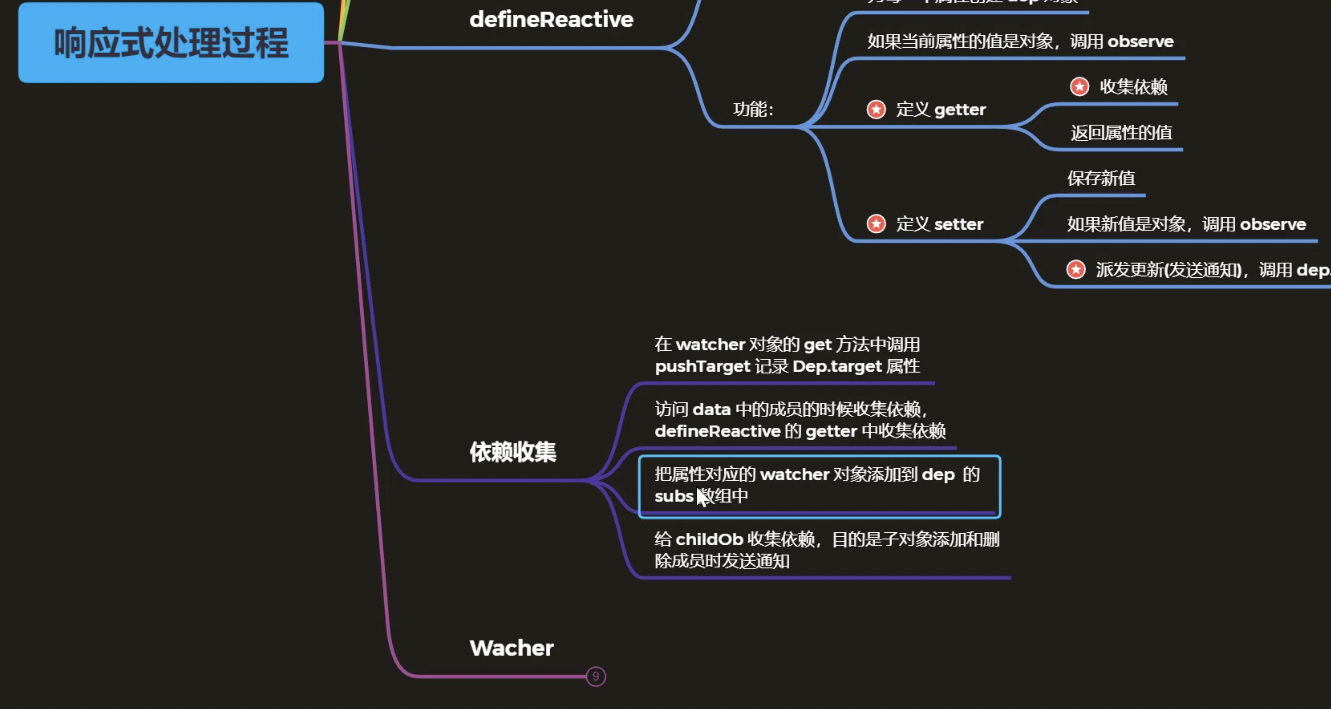 响应式处理过程
defineReactive
如果当前属性的值是对象，调用 observe
功能：
定义 getter
收集依赖
返回属性的值
定义 setter
保存新值
如果新值是对象，调用 observe
派发更新(发送通知)，调用 dep.
依赖收集
在 watcher 对象的 get 方法中调用
pushTarget 记录 Dep.target 属性
访问 data 中的成员的时候收集依赖，
defineReactive 的 getter 中收集依赖
把属性对应的 watcher 对象添加到 dep 的
subs 数组中
给 childOb 收集依赖，目的是子对象添加和删
除成员时发送通知
Wacher
9